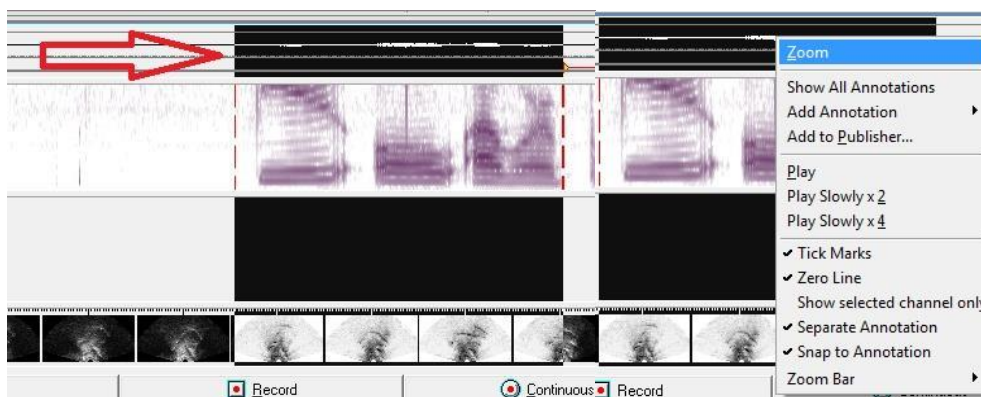 Zoom
Show All Annotations
Add Annotation
Add to Publisher...
Play
Play Slowly x 2
Play Slowly x 4
Tick Marks
Zero Line
Show selected channel only
Separate Annotation
Snap to Annotation
Zoom Bar
Record
Continuous
Record